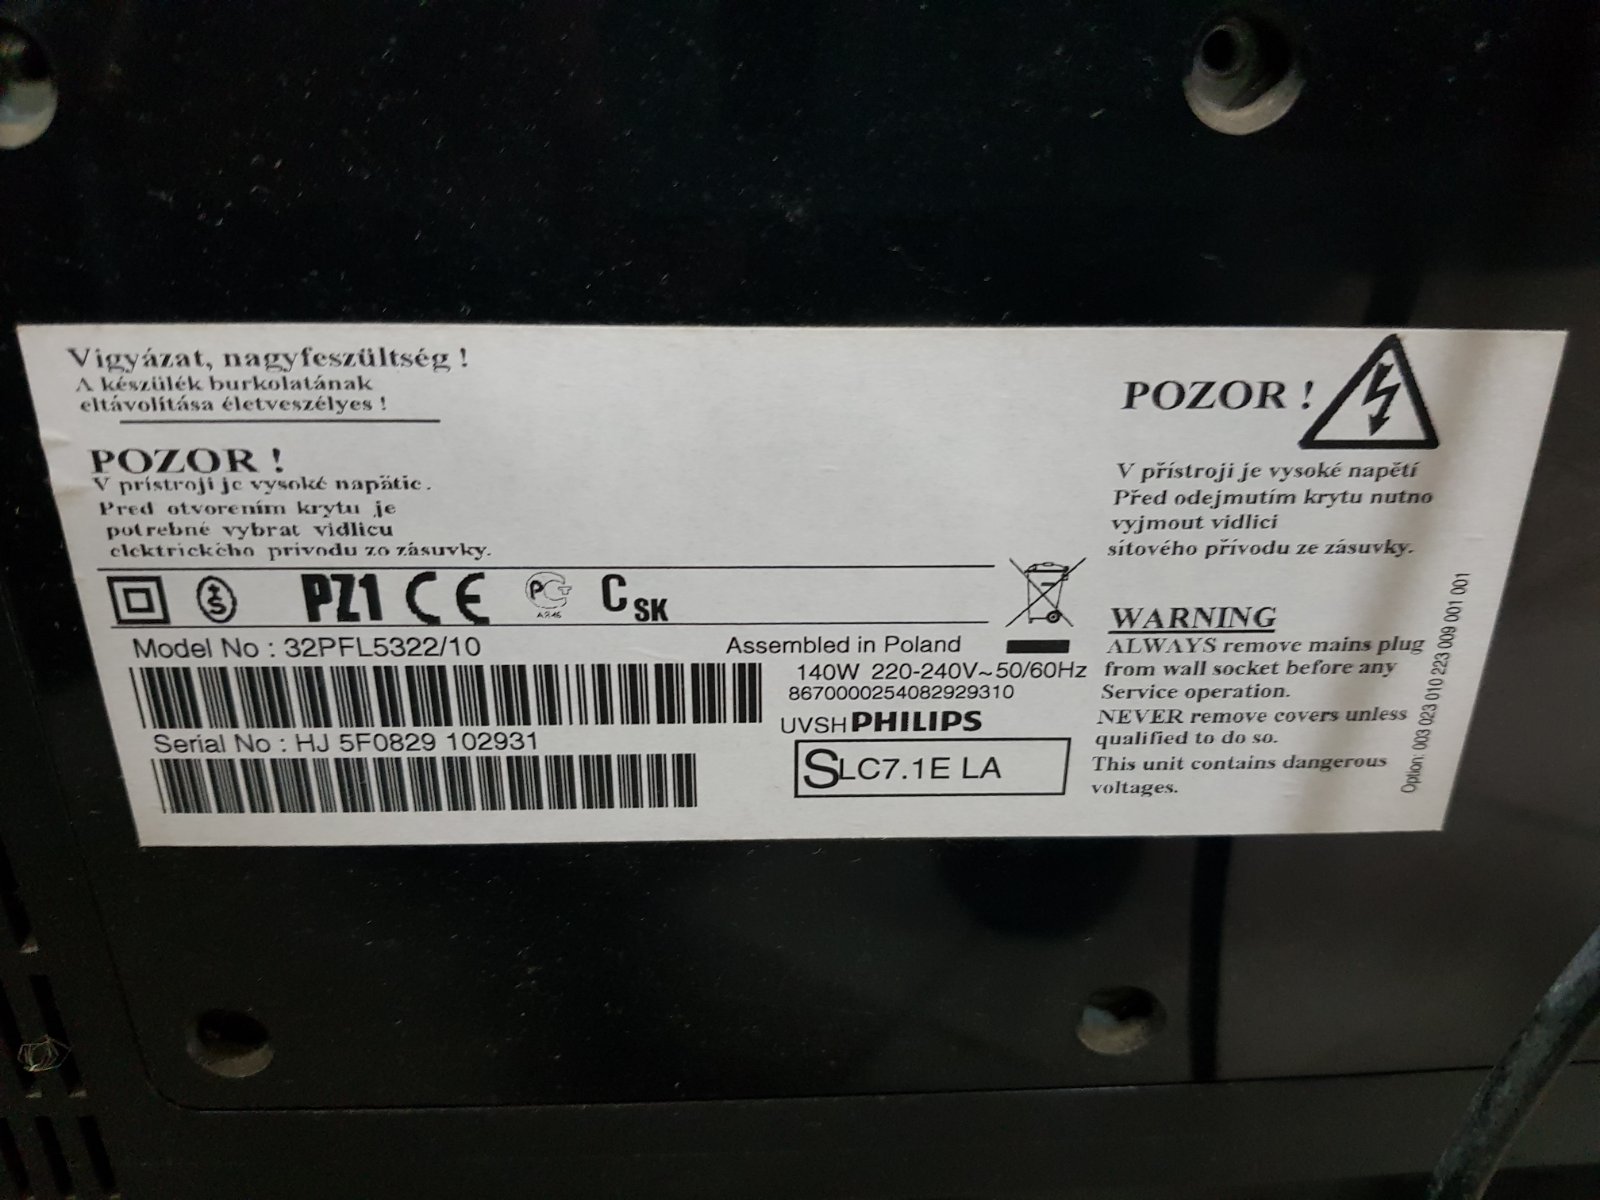 Vigyázat, nagyfeszültség !
A készülék burkolatának
eltávolítása életveszélyes !
POZOR !
V prístroji je vysoké napätie.
Pred otvorením krytu je
potrebné vybrat vidlicu
elektrického prívodu zo zásuvky.
POZOR !
V přístroji je vysoké napětí
Před odejmutím krytu nutno
vyjmout vidlici
síťového přívodu ze zásuvky.
S PZ1 CE PCT C SK
Model No : 32PFL5322/10
Assembled in Poland
140W 220-240V~50/60Hz
8670000254082929310
Serial No : HJ 5F0829 102931
UVSH PHILIPS
SLC7.1E LA
WARNING
ALWAYS remove mains plug
from wall socket before any
Service operation.
NEVER remove covers unless
qualified to do so.
This unit contains dangerous
voltages.
Option: 003 023 010 223 009 001 001